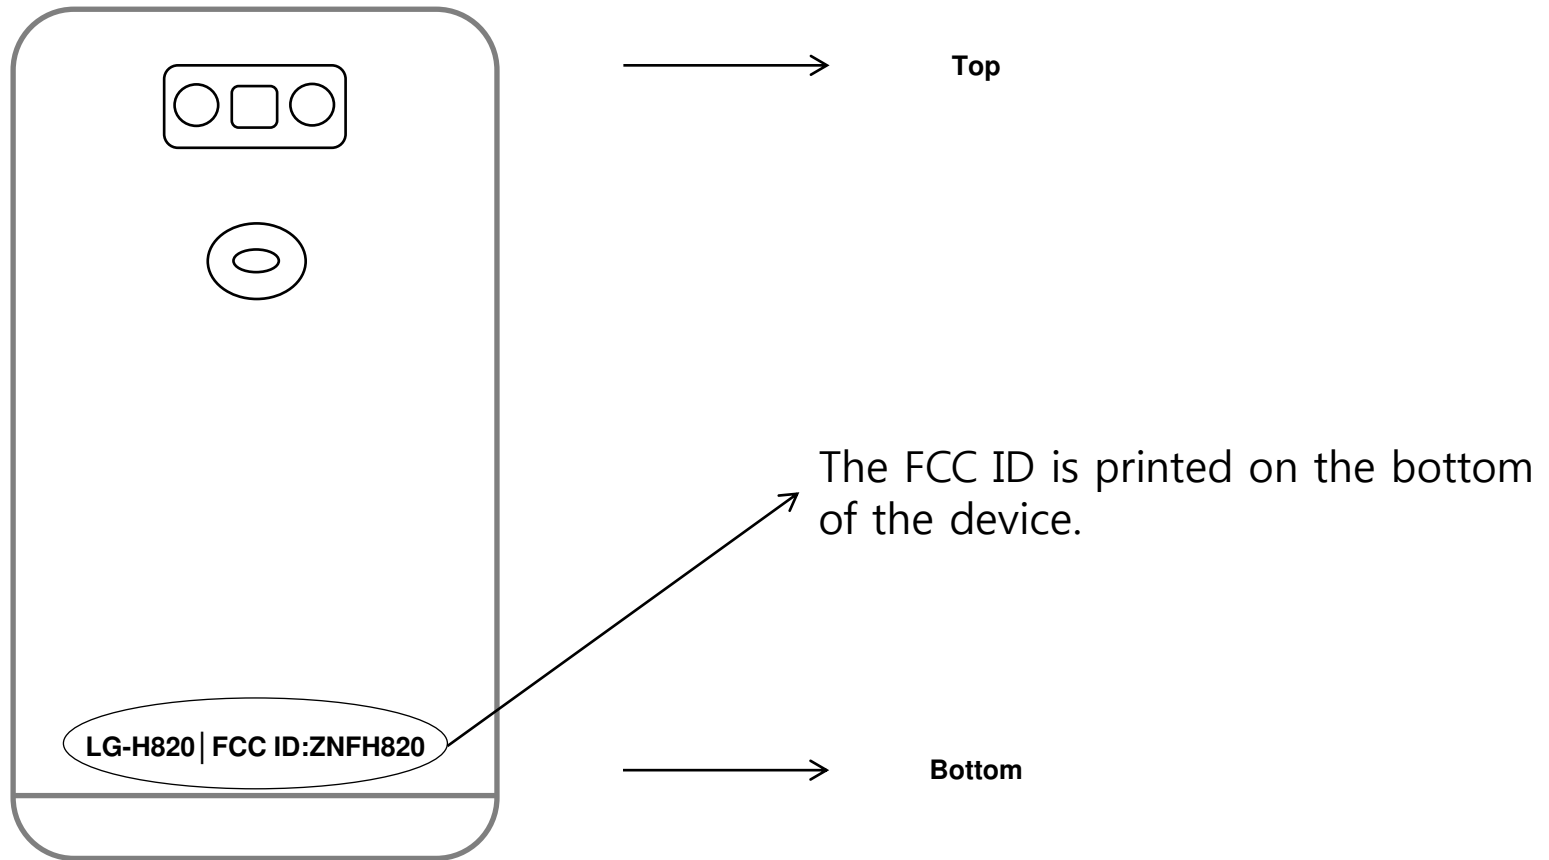 Top
The FCC ID is printed on the bottom
of the device.
LG-H820│FCC ID:ZNFH820
Bottom